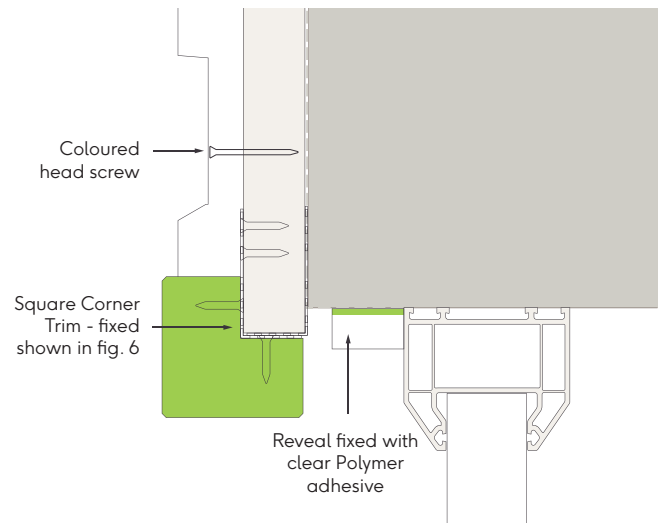 Coloured
head screw
Square Corner
Trim - fixed
shown in fig. 6
Reveal fixed with
clear Polymer
adhesive